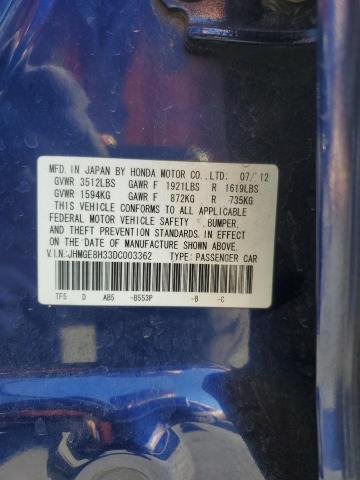 MFD. IN JAPAN BY HONDA MOTOR CO., LTD. 07/12
GVWR 3512LBS GAWR F 1921LBS R 1619LBS
GVWR 1594KG GAWR F 872KG R 735KG
THIS VEHICLE CONFORMS TO ALL APPLICABLE
FEDERAL MOTOR VEHICLE SAFETY, BUMPER,
AND THEFT PREVENTION STANDARDS IN EFFECT
ON THE DATE OF MANUFACTURE SHOWN ABOVE.
V.I.N: JHMGE8H33DC003362 TYPE: PASSENGER CAR
TF5 D AB5 -B553P -B -C